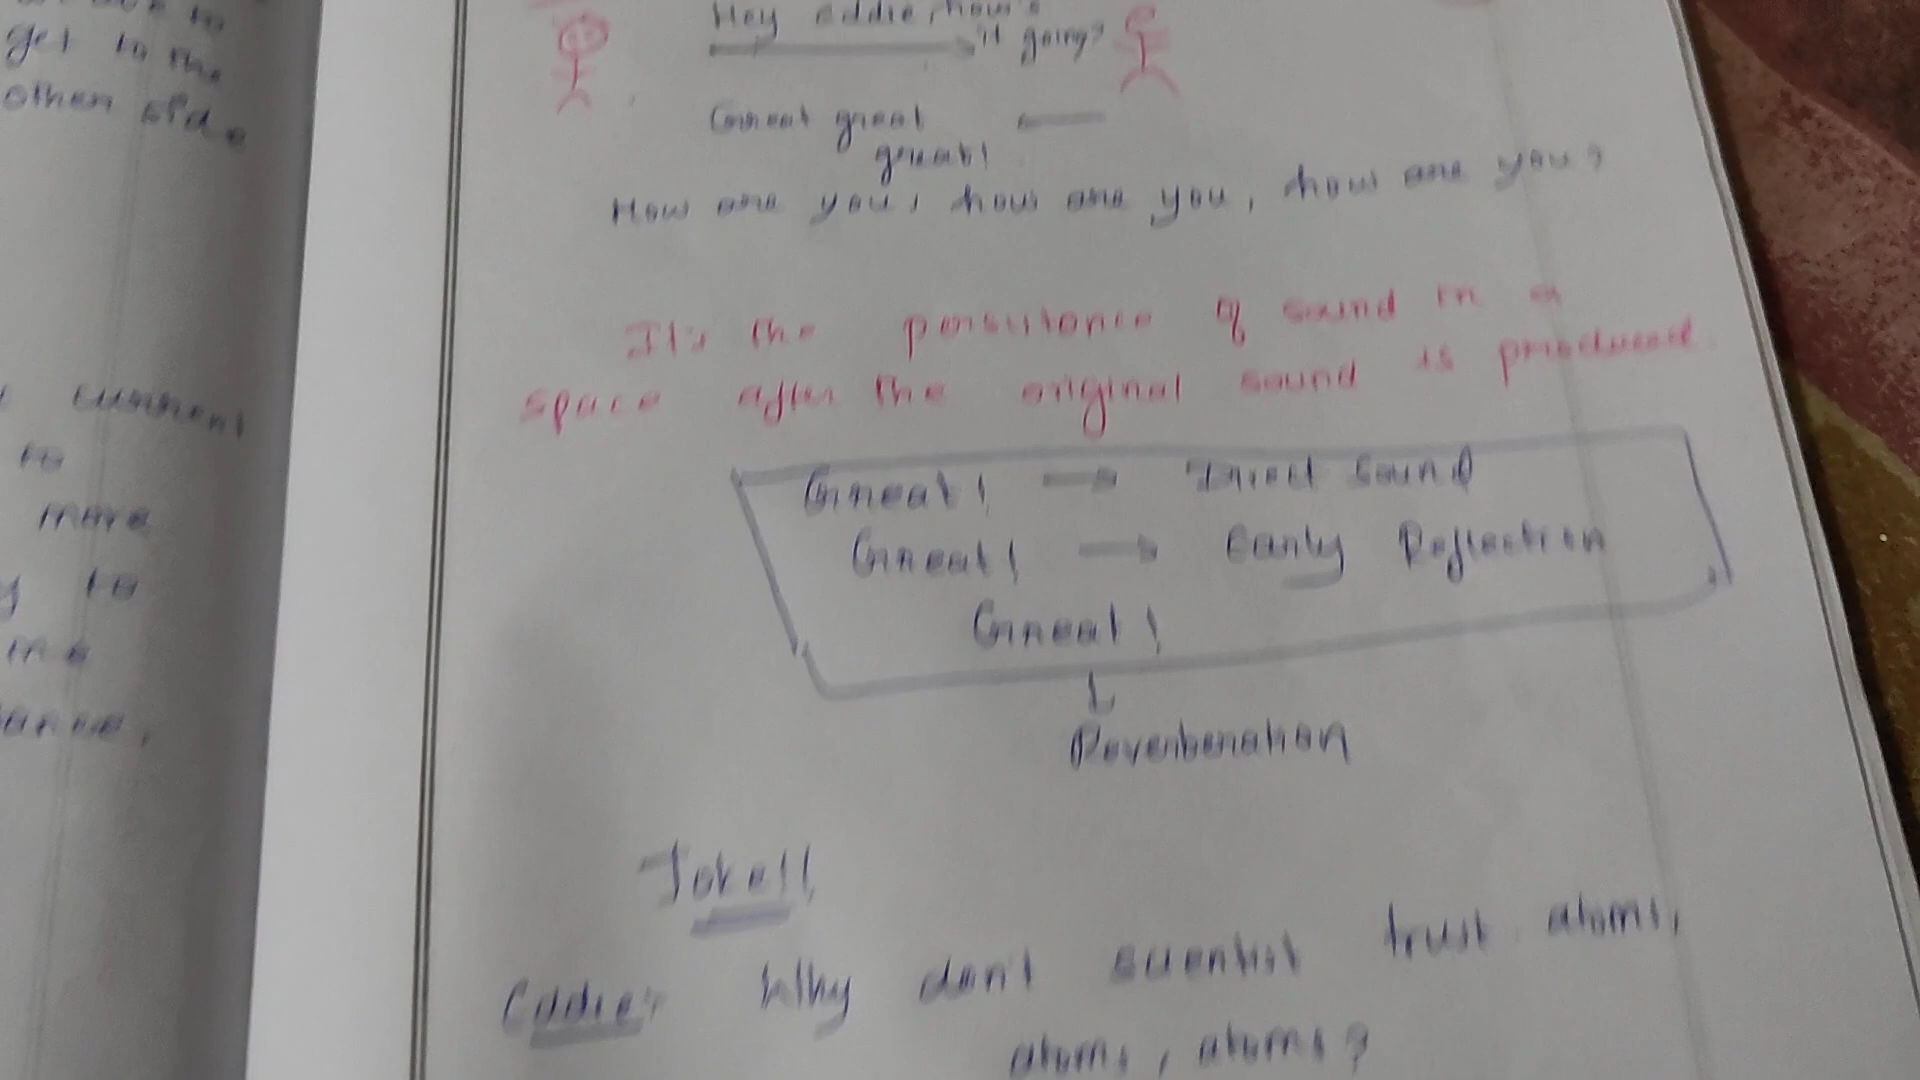 get to the
other side
current
to
more
to
Hey eddie, how's
it going?
Great great
great!
How are you, how are you, how are you?
It's the persistance of sound in a
space after the original sound is produced
Great! → Direct Sound
Great! → Early Reflection
Great!
Reverberation
Joke!!
Eddie: Why don't scientist trust atoms,
atoms, atoms?